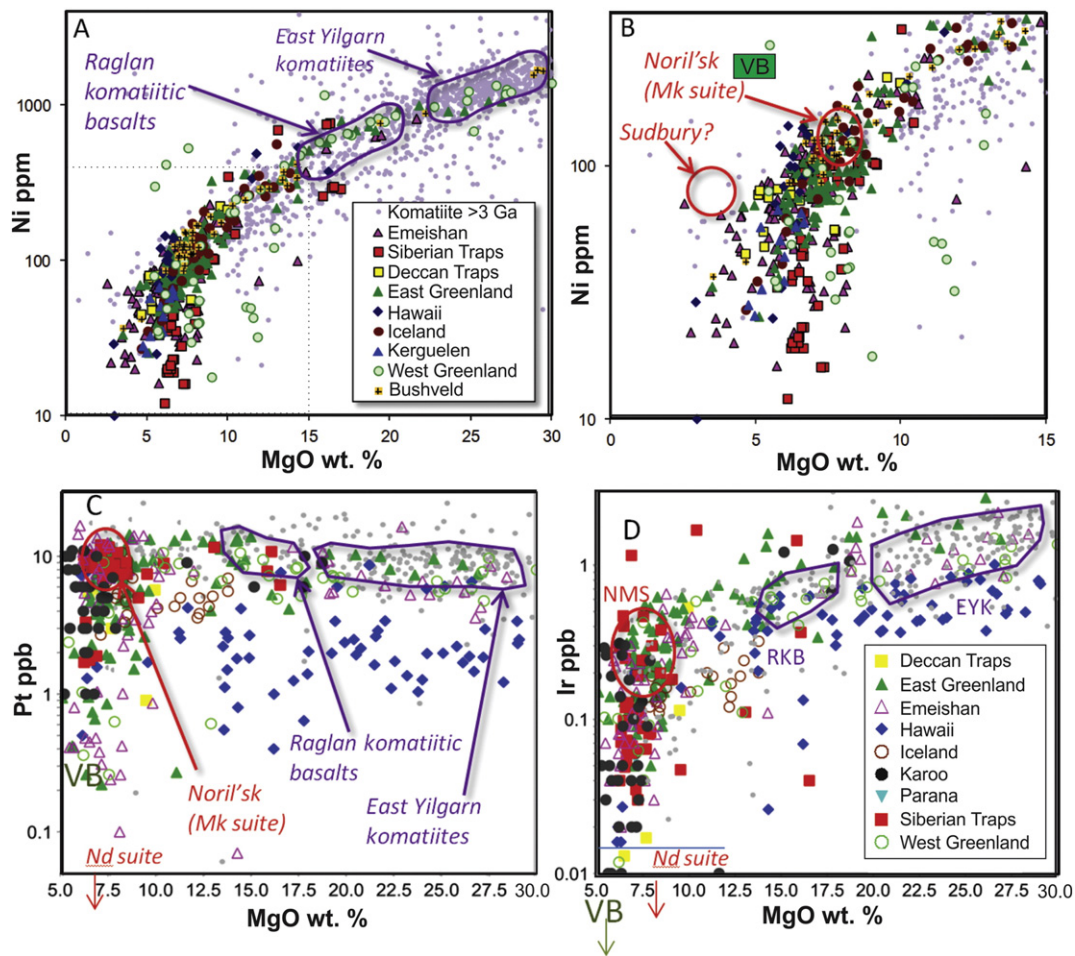 A
Raglan
komatiitic
basalts
East Yilgarn
komatiites
Ni ppm
1000
100
10
Komatiite >3 Ga
Emeishan
Siberian Traps
Deccan Traps
East Greenland
Hawaii
Iceland
Kerguelen
West Greenland
Bushveld
0 5 10 15 20 25 30
MgO wt. %
B
VB
Noril'sk
(Mk suite)
Sudbury?
Ni ppm
100
10
5 10 15
0
MgO wt. %
C
Pt ppb
10
1
0.1
VB
Noril'sk
(Mk suite)
Raglan komatiitic
basalts
East Yilgarn
komatiites
Nd suite
5.0 7.5 10.0 12.5 15.0 17.5 20.0 22.5 25.0 28.0 30.0
MgO wt. %
D
Ir ppb
1
0.1
0.01
NMS
RKB
EYK
Deccan Traps
East Greenland
Emeishan
Hawaii
Iceland
Karoo
Parana
Siberian Traps
West Greenland
Nd suite
5.0 7.5 10.0 12.5 15.0 17.5 20.0 22.5 25.0 28.0 30.0
VB
MgO wt. %